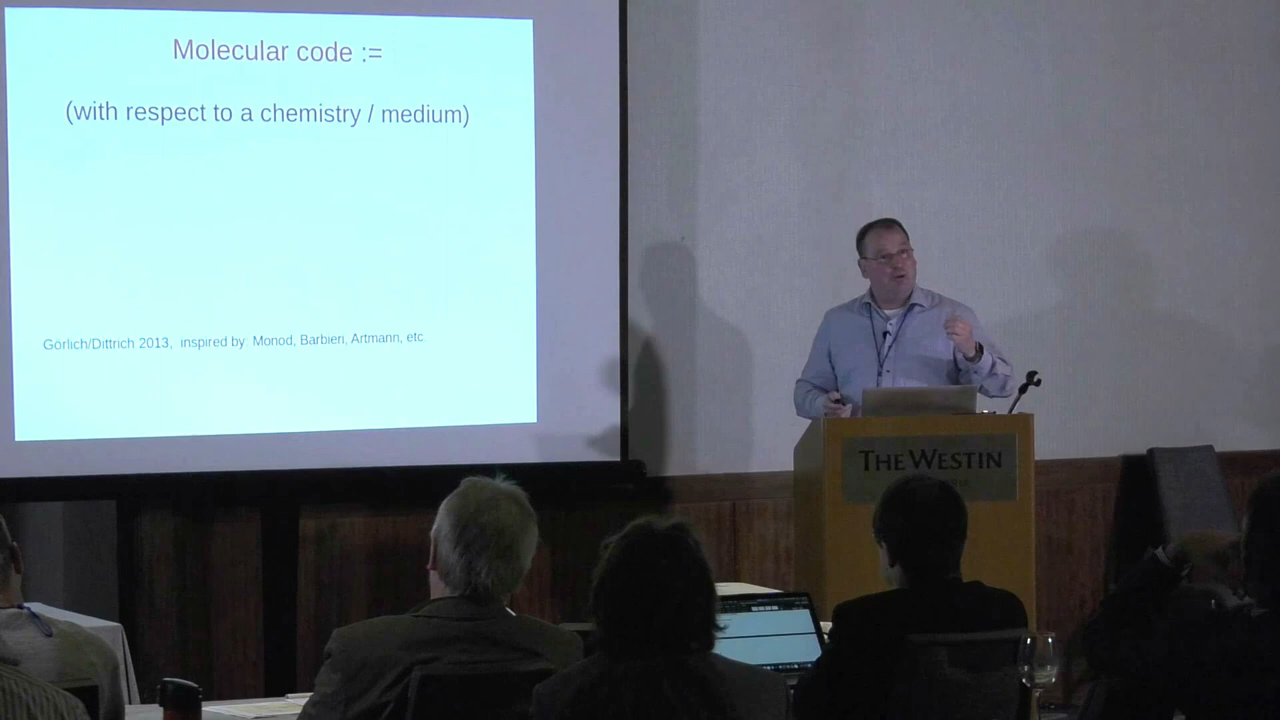 Molecular code :=
(with respect to a chemistry / medium)
Görlich/Dittrich 2013, inspired by: Monod, Barbieri, Artmann, etc.
THE WESTIN